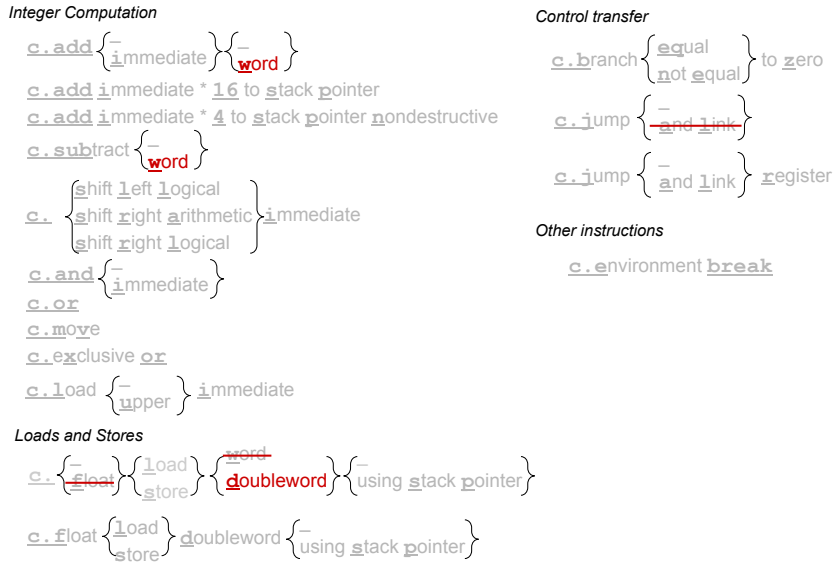 Integer Computation
c.add { – immediate } { – word }
c.add immediate * 16 to stack pointer
c.add immediate * 4 to stack pointer nondestructive
c.subtract { – word }
shift left logical
c. { shift right arithmetic } immediate
shift right logical
c.and { – immediate }
c.or
c.move
c.exclusive or
c.load { – upper } immediate
Loads and Stores
c. { – float } { load store } { word doubleword } { – using stack pointer }
c.float { load store } doubleword { – using stack pointer }
Control transfer
c.branch { equal not equal } to zero
c.jump { – and link }
c.jump { – and link } register
Other instructions
c.environment break